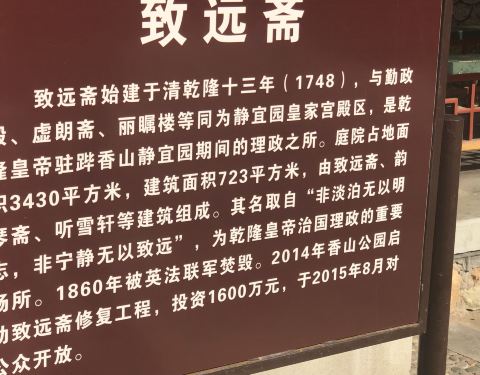 致远斋
致远斋始建于清乾隆十三年（1748），与勤政
殿、虚朗斋、丽瞩楼等同为静宜园皇家宫殿区，是乾
隆皇帝驻跸香山静宜园期间的理政之所。庭院占地面
积3430平方米，建筑面积723平方米，由致远斋、韵
琴斋、听雪轩等建筑组成。其名取自“非淡泊无以明
志，非宁静无以致远”，为乾隆皇帝治国理政的重要
场所。1860年被英法联军焚毁。2014年香山公园启
动致远斋修复工程，投资1600万元，于2015年8月对
公众开放。